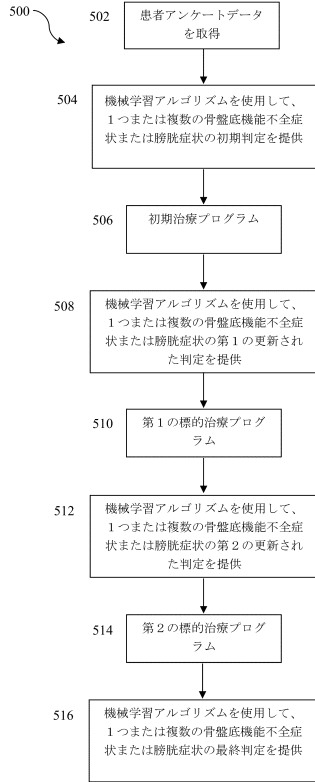 500
502
患者アンケートデータ
を取得
504
機械学習アルゴリズムを使用して、
１つまたは複数の骨盤底機能不全症
状または膀胱症状の初期判定を提供
506
初期治療プログラム
508
機械学習アルゴリズムを使用して、
１つまたは複数の骨盤底機能不全症
状または膀胱症状の第１の更新され
た判定を提供
510
第１の標的治療プログ
ラム
512
機械学習アルゴリズムを使用して、
１つまたは複数の骨盤底機能不全症
状または膀胱症状の第２の更新され
た判定を提供
514
第２の標的治療プログ
ラム
516
機械学習アルゴリズムを使用して、
１つまたは複数の骨盤底機能不全症
状または膀胱症状の最終判定を提供